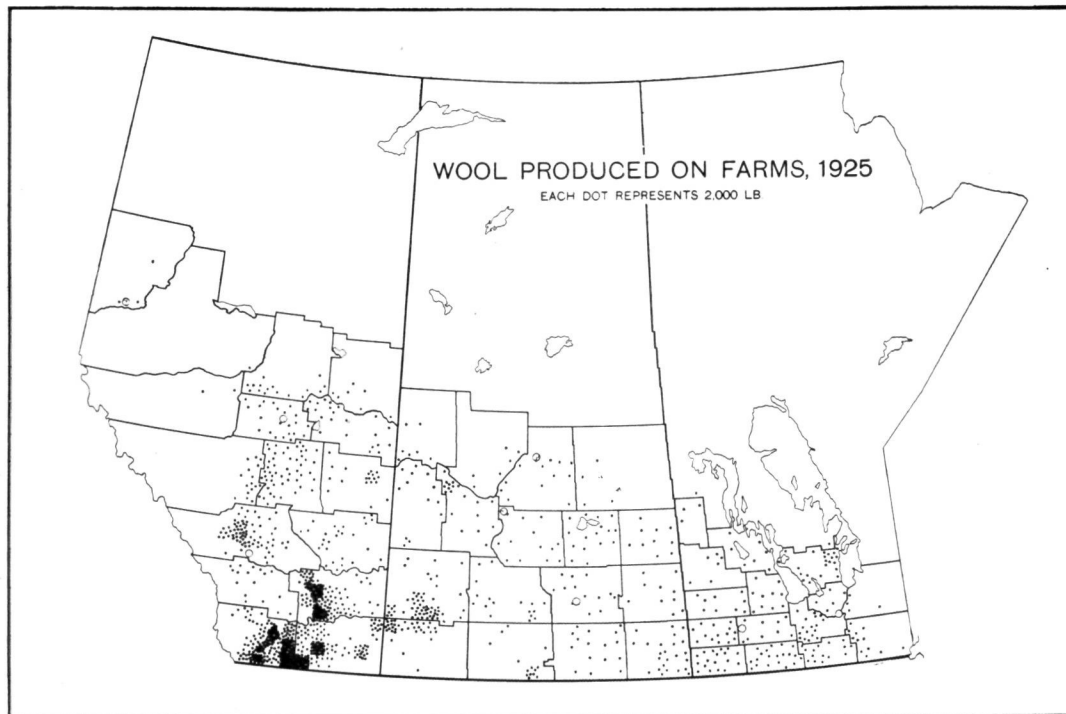 WOOL PRODUCED ON FARMS, 1925
EACH DOT REPRESENTS 2,000 LB.